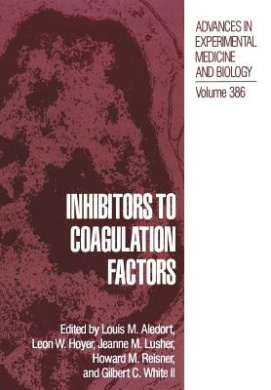 ADVANCES IN
EXPERIMENTAL
MEDICINE
AND BIOLOGY
Volume 386
INHIBITORS TO
COAGULATION
FACTORS
Edited by Louis M. Aledort,
Leon W. Hoyer, Jeanne M. Lusher,
Howard M. Reisner,
and Gilbert C. White II